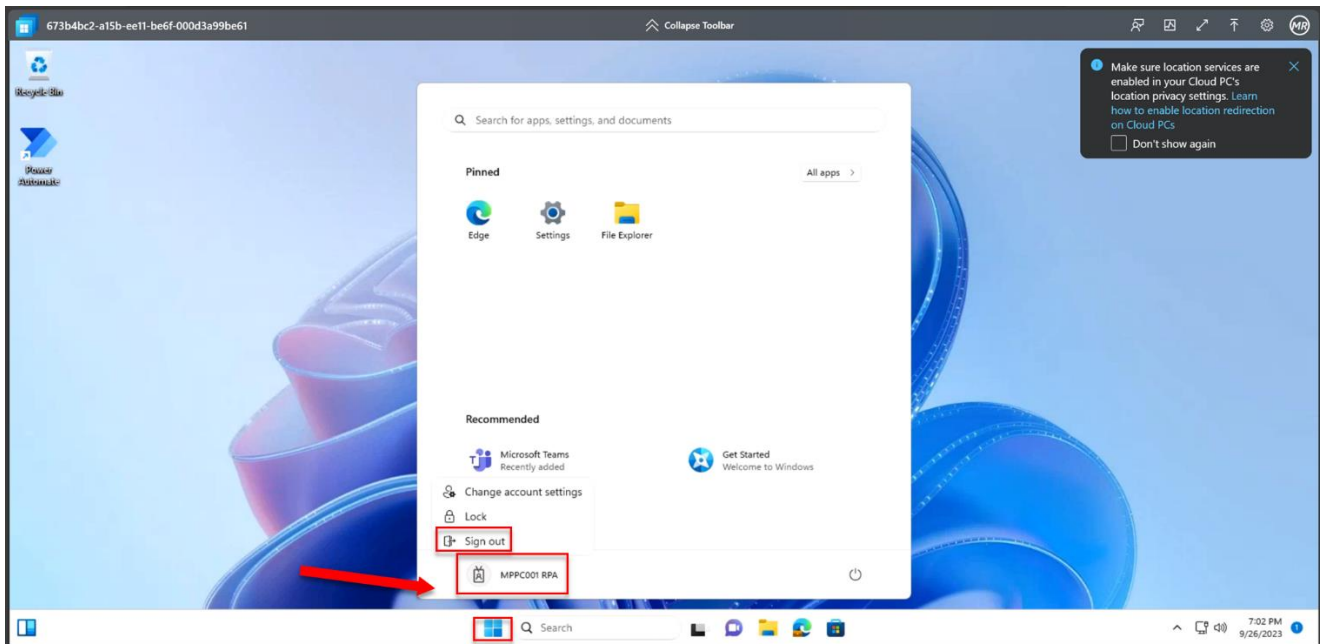 673b4bc2-a15b-ee11-be6f-000d3a99be61
Collapse Toolbar
MR
Recycle Bin
Power
Automate
Make sure location services are
enabled in your Cloud PC's
location privacy settings. Learn
how to enable location redirection
on Cloud PCs
Don't show again
Search for apps, settings, and documents
Pinned
All apps >
Edge
Settings
File Explorer
Recommended
Microsoft Teams
Recently added
Get Started
Welcome to Windows
Change account settings
Lock
Sign out
MPPC001 RPA
Search
7:02 PM
9/26/2023
1